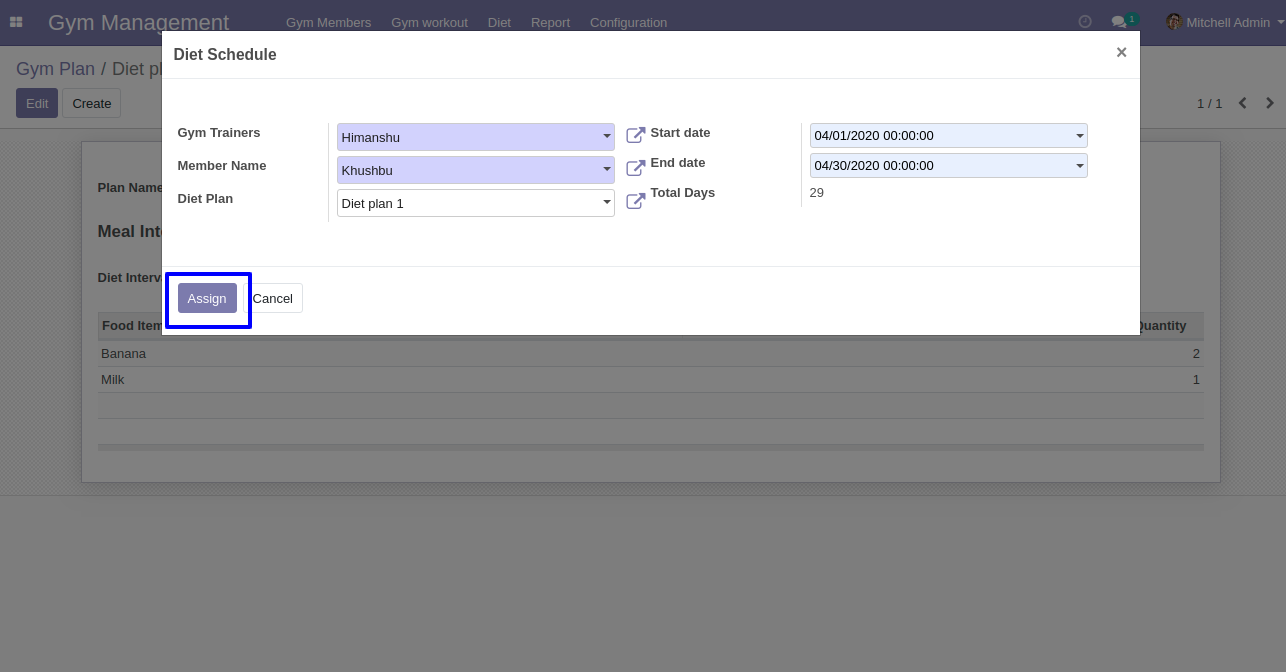 Gym Management Gym Members Gym workout Diet Report Configuration 1 Mitchell Admin
Gym Plan / Diet pl
Edit Create 1 / 1
Diet Schedule ×
Gym Trainers Himanshu Start date 04/01/2020 00:00:00
Member Name Khushbu End date 04/30/2020 00:00:00
Diet Plan Diet plan 1 Total Days 29
Assign Cancel
Plan Name
Meal Int
Diet Interv
Food Item Quantity
Banana 2
Milk 1